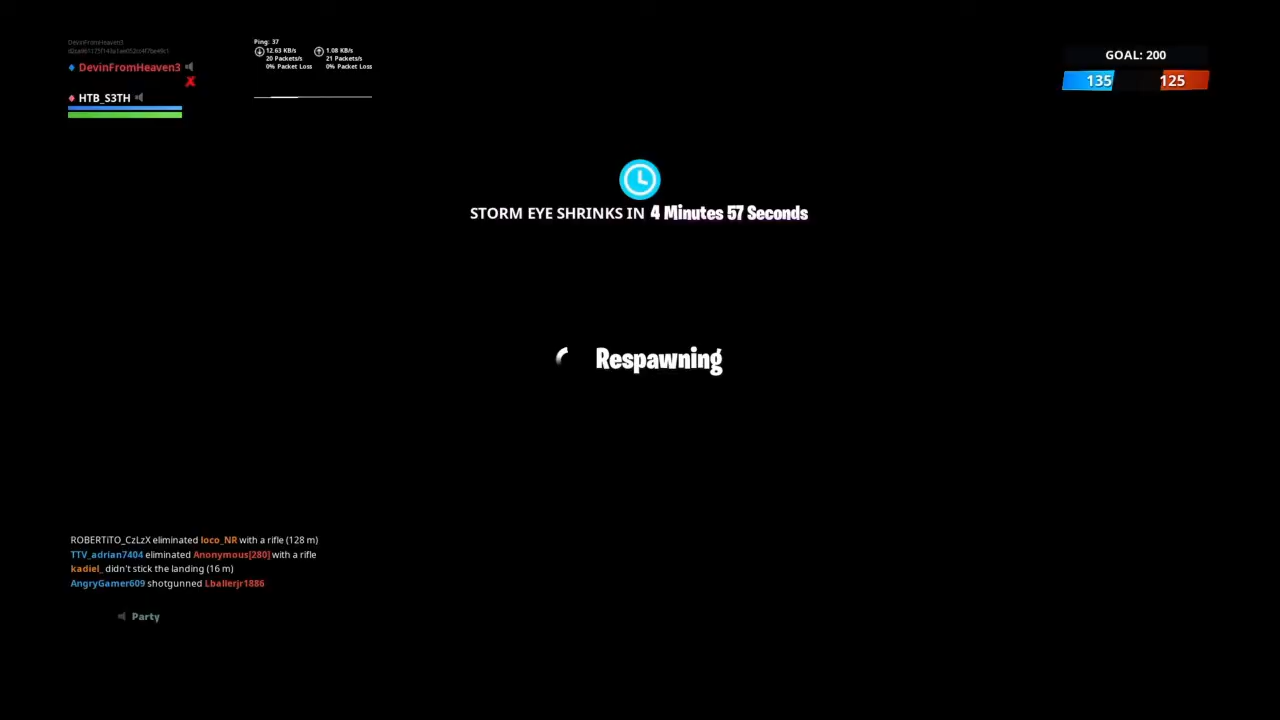 DevinFromHeaven3
DevinFromHeaven3
HTB_S3TH
Ping: 37
12.63 KB/s
20 Packets/s
0% Packet Loss
1.08 KB/s
21 Packets/s
0% Packet Loss
GOAL: 200
135 125
STORM EYE SHRINKS IN 4 Minutes 57 Seconds
Respawning
ROBERTiTO_CzLzX eliminated loco_NR with a rifle (128 m)
TTV_adrian7404 eliminated Anonymous[280] with a rifle
kadiel_ didn't stick the landing (16 m)
AngryGamer609 shotgunned Lballerjr1886
Party